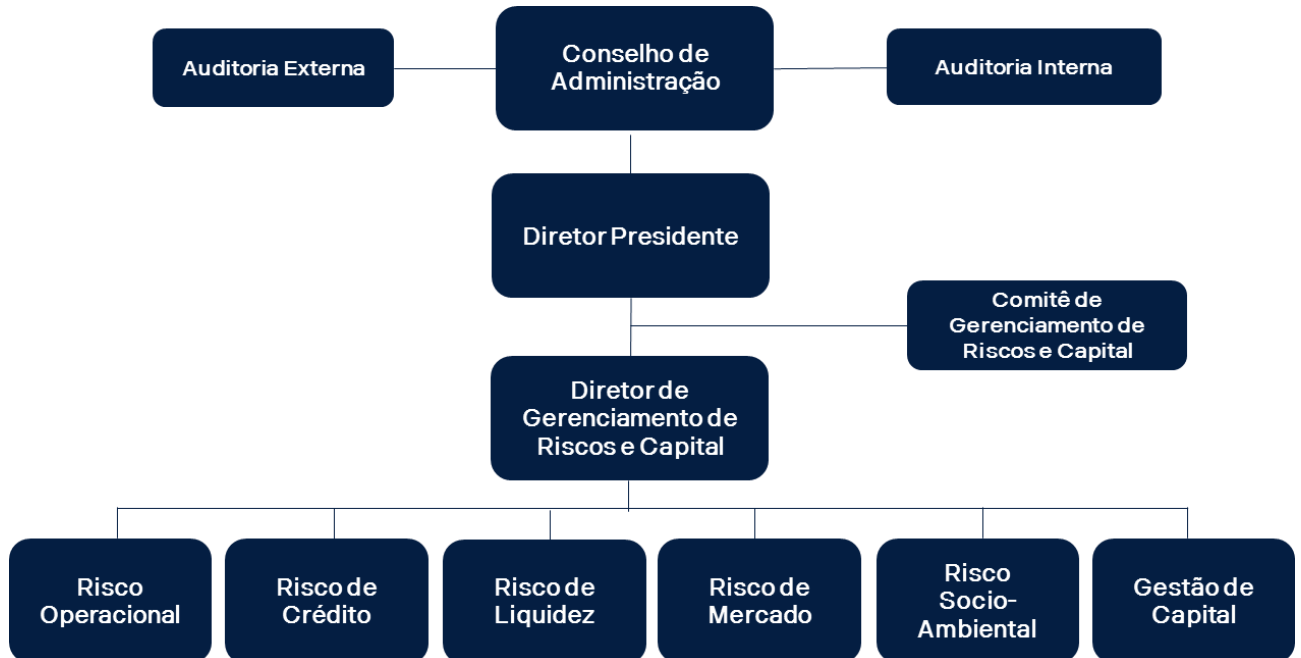 Auditoria Externa
Conselho de
Administração
Auditoria Interna
Diretor Presidente
Comitê de
Gerenciamento de
Riscos e Capital
Diretor de
Gerenciamento de
Riscos e Capital
Risco
Operacional
Risco de
Crédito
Risco de
Liquidez
Risco de
Mercado
Risco
Socio-
Ambiental
Gestão de
Capital